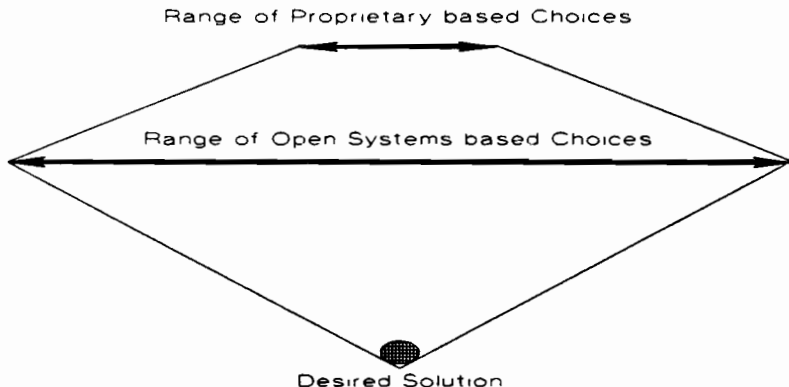 Range of Proprietary based Choices
Range of Open Systems based Choices
Desired Solution